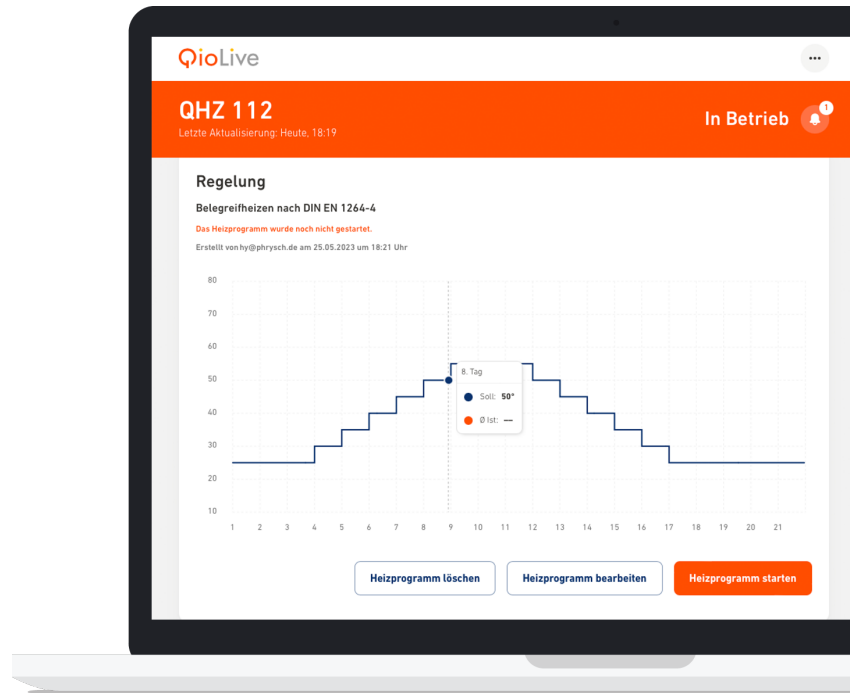 QioLive
QHZ 112
Letzte Aktualisierung: Heute, 18:19
In Betrieb
1
Regelung
Belegreifheizen nach DIN EN 1264-4
Das Heizprogramm wurde noch nicht gestartet.
Erstellt von hy@phrysch.de am 25.05.2023 um 18:21 Uhr
80
70
60
50
40
30
20
10
8. Tag
Soll: 50°
Ø Ist: —
1 2 3 4 5 6 7 8 9 10 11 12 13 14 15 16 17 18 19 20 21
Heizprogramm löschen
Heizprogramm bearbeiten
Heizprogramm starten